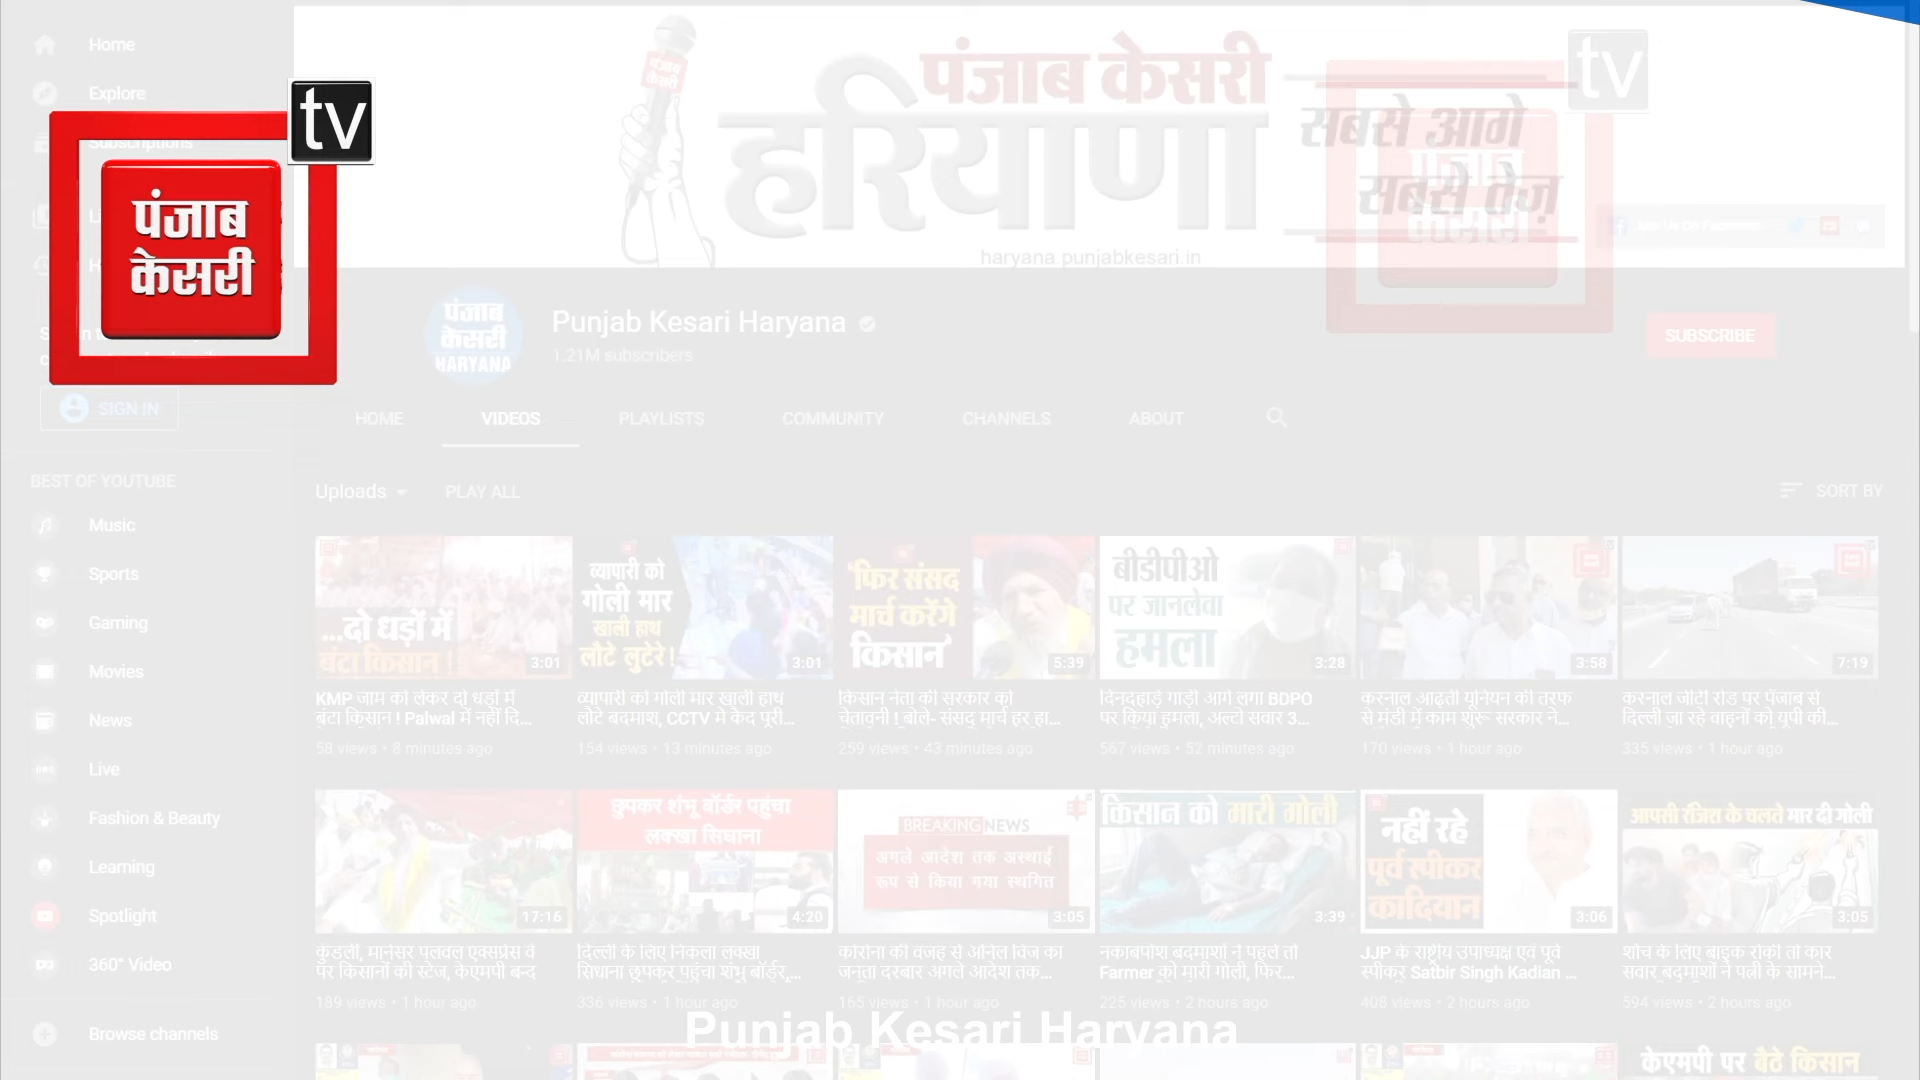 Home
Explore
Subscriptions
tv
पंजाब
केसरी
पंजाब केसरी
हरियाणा
haryana.punjabkesari.in
सबसे आगे
सबसे तेज़
tv
पंजाब
केसरी
Join Us On Facebook
पंजाब
केसरी
HARYANA
Punjab Kesari Haryana
1.21M subscribers
SUBSCRIBE
SIGN IN
HOME VIDEOS PLAYLISTS COMMUNITY CHANNELS ABOUT
BEST OF YOUTUBE
Music
Sports
Gaming
Movies
News
Live
Fashion & Beauty
Learning
Spotlight
360° Video
Browse channels
Uploads PLAY ALL SORT BY
...दो धड़ों में
बंटा किसान !
3:01
KMP जाम को लेकर दो धड़ों में
बंटा किसान ! Palwal में नहीं दि...
58 views • 8 minutes ago
व्यापारी को
गोली मार
खाली हाथ
लौटे लुटेरे !
3:01
व्यापारी को गोली मार खाली हाथ
लौटे बदमाश, CCTV में कैद पूरी...
154 views • 13 minutes ago
'फिर संसद
मार्च करेंगे
किसान'
5:39
किसान नेता की सरकार को
चेतावनी ! बोले- संसद मार्च हर हा...
259 views • 43 minutes ago
बीडीपीओ
पर जानलेवा
हमला
3:28
दिनदहाड़े गाड़ी आगे लगा BDPO
पर किया हमला, अल्टो सवार 3...
567 views • 52 minutes ago
3:58
करनाल आढ़ती यूनियन की तरफ
से मंडी में काम शुरू सरकार ने...
170 views • 1 hour ago
7:19
करनाल जीटी रोड पर पंजाब से
दिल्ली जा रहे वाहनों को यूपी की...
335 views • 1 hour ago
17:16
कुंडली, मानेसर पलवल एक्सप्रेस वे
पर किसानों की स्टेज, केएमपी बन्द
189 views • 1 hour ago
छुपकर शंभू बॉर्डर पहुंचा
लक्खा सिधाना
4:20
दिल्ली के लिए निकला लक्खा
सिधाना छुपकर पहुंचा शंभू बॉर्डर,...
336 views • 1 hour ago
BREAKING NEWS
अगले आदेश तक अस्थाई
रूप से किया गया स्थगित
3:05
कोरोना की वजह से अनिल विज का
जनता दरबार अगले आदेश तक...
165 views • 1 hour ago
किसान को मारी गोली
3:39
नकाबपोश बदमाशों ने पहले तो
Farmer को मारी गोली, फिर...
225 views • 2 hours ago
नहीं रहे
पूर्व स्पीकर
कादियान
3:06
JJP के राष्ट्रीय उपाध्यक्ष एवं पूर्व
स्पीकर Satbir Singh Kadian ...
408 views • 2 hours ago
आपसी रंजिश के चलते मार दी गोली
3:05
शौच के लिए बाइक रोकी तो कार
सवार बदमाशों ने पत्नी के सामने...
594 views • 2 hours ago
Punjab Kesari Haryana
केएमपी पर बैठे किसान